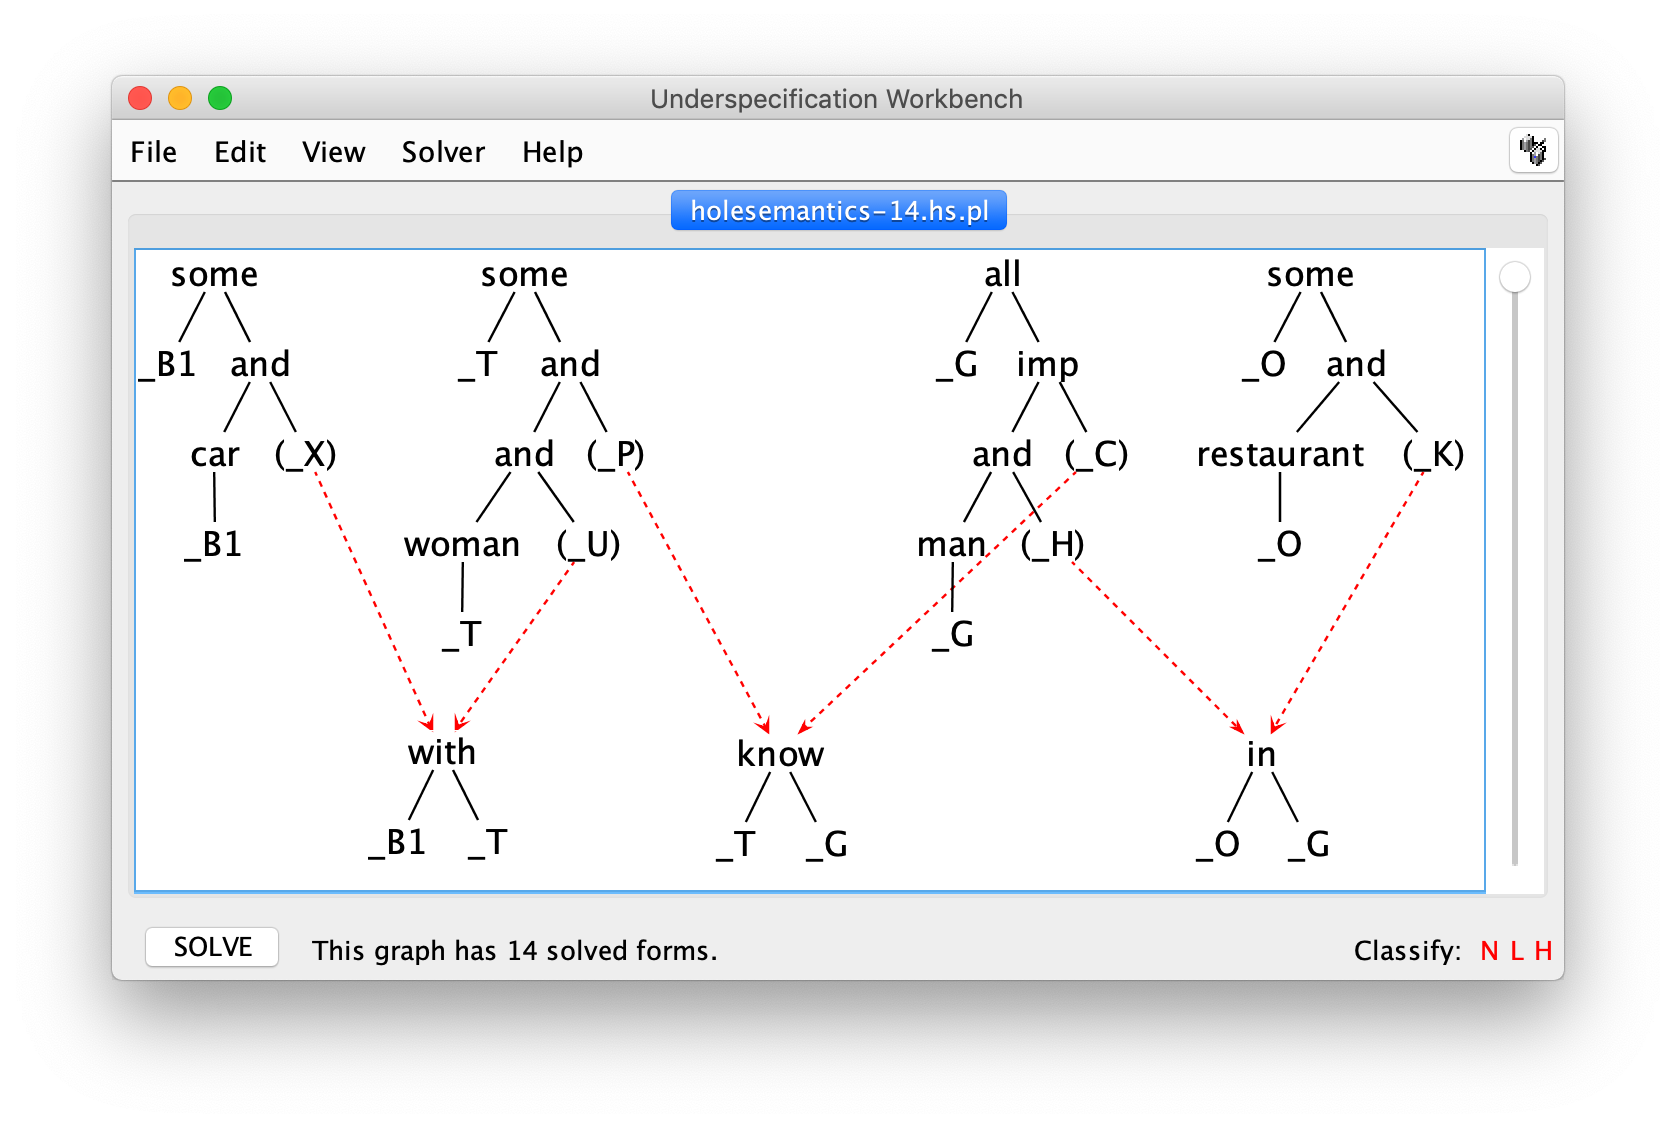 Underspecification Workbench
File Edit View Solver Help
holesemantics-14.hs.pl
some some all some
_B1 and _T and _G imp _O and
car (_X) and (_P) and (_C) restaurant (_K)
_B1 woman (_U) man (_H) _O
_T _G
with know in
_B1 _T _T _G _O _G
SOLVE This graph has 14 solved forms. Classify: N L H